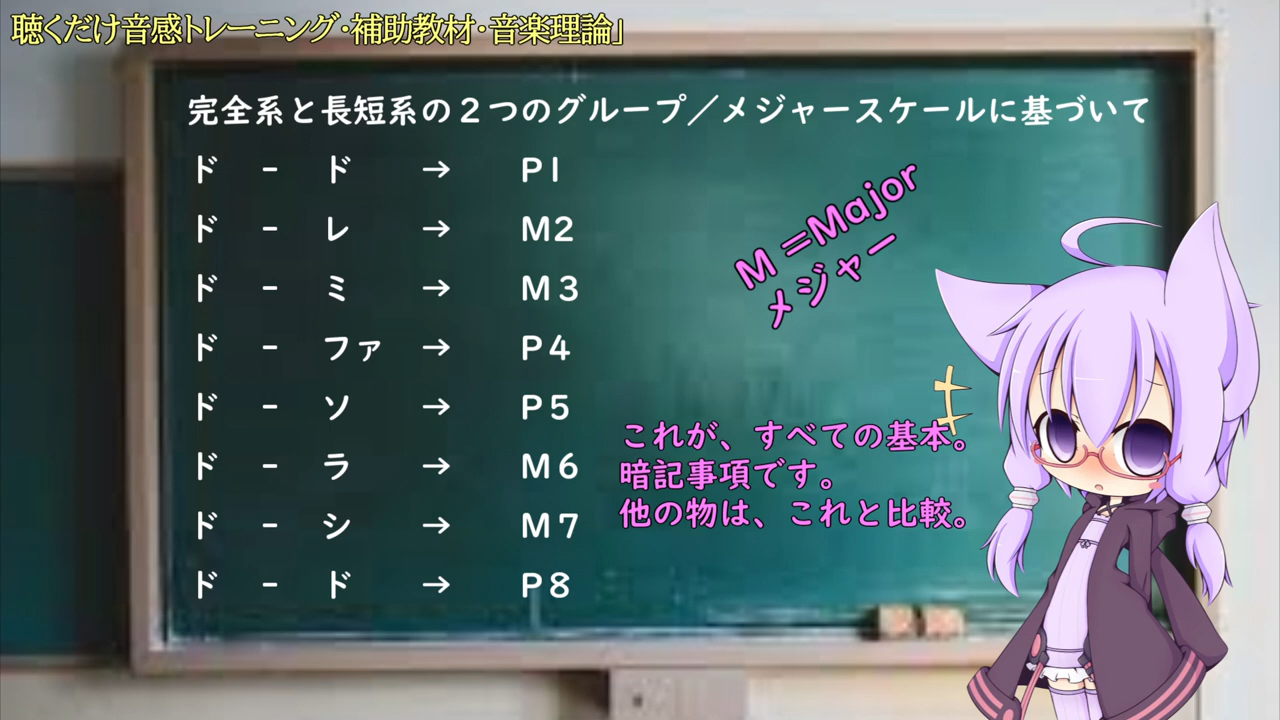 聴くだけ音感トレーニング・補助教材・音楽理論」
完全系と長短系の２つのグループ／メジャースケールに基づいて
ド － ド → P1
ド － レ → M2
ド － ミ → M3
ド － ファ → P4
ド － ソ → P5
ド － ラ → M6
ド － シ → M7
ド － ド → P8
M＝Major
メジャー
これが、すべての基本。
暗記事項です。
他の物は、これと比較。